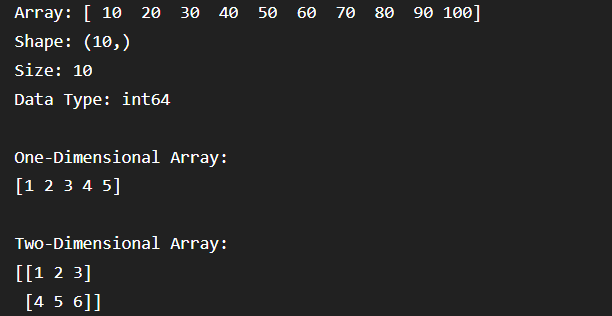 Array: [ 10  20  30  40  50  60  70  80  90 100]
Shape: (10,)
Size: 10
Data Type: int64
One-Dimensional Array:
[1 2 3 4 5]
Two-Dimensional Array:
[[1 2 3]
 [4 5 6]]